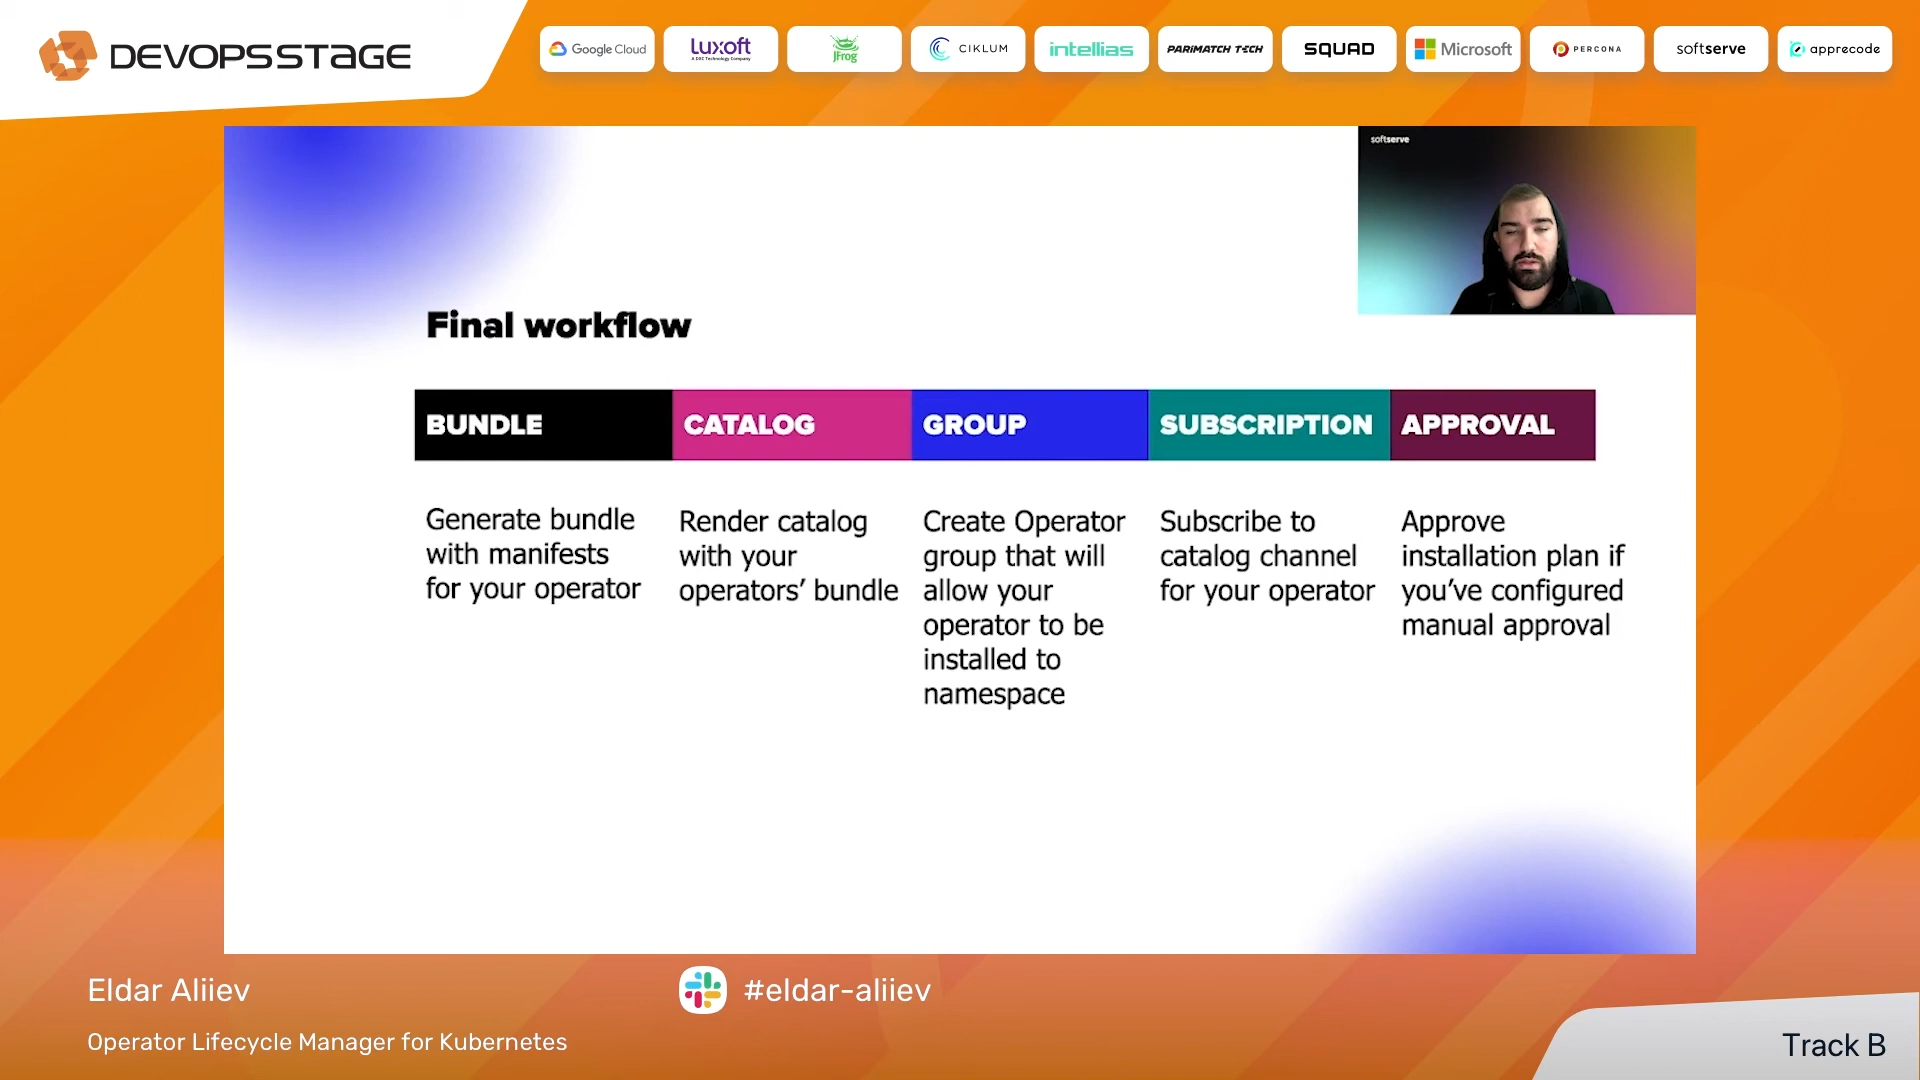 DEVOPSSTAGE
Google Cloud
Luxoft
A DXC Technology Company
JFrog
CIKLUM
intellias
PARIMATCH TECH
SQUAD
Microsoft
PERCONA
softserve
apprecode
softserve
Final workflow
BUNDLE
CATALOG
GROUP
SUBSCRIPTION
APPROVAL
Generate bundle
with manifests
for your operator
Render catalog
with your
operators’ bundle
Create Operator
group that will
allow your
operator to be
installed to
namespace
Subscribe to
catalog channel
for your operator
Approve
installation plan if
you’ve configured
manual approval
Eldar Aliiev
#eldar-aliiev
Operator Lifecycle Manager for Kubernetes
Track B